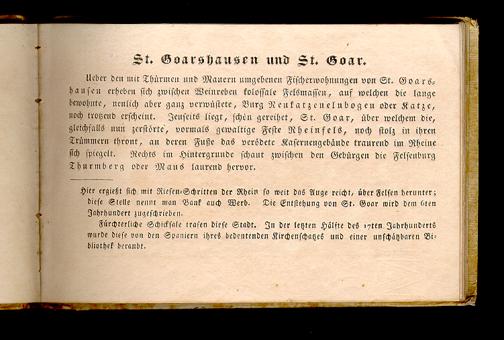 St. Goarshausen und St. Goar.
Ueber den mit Thürmen und Mauern umgebenen Fischerwohnungen von St. Goars-
hausen erheben sich zwischen Weinreben kolossale Felsmassen, auf welchen die lange
bewohnte, neulich aber ganz verwüstete, Burg Neukatzenelnbogen oder Katze,
noch trotzend erscheint. Jenseits liegt, schön gereihet, St. Goar, über welchem die,
gleichfalls nun zerstörte, vormals gewaltige Feste Rheinfels, noch stolz in ihren
Trümmern thront, an deren Fuße das verödete Kasernengebäude traurend im Rheine
sich spiegelt. Rechts im Hintergrunde schaut zwischen den Gebürgen die Felsenburg
Thurmberg oder Maus laurend hervor.
Hier ergießt sich mit Riesen-Schritten der Rhein so weit das Auge reicht, über Felsen herunter;
diese Stelle nennt man Bank auch Werb. Die Entstehung von St. Goar wird dem 6ten
Jahrhundert zugeschrieben.
Fürchterliche Schicksale trafen diese Stadt. In der letzten Hälfte des 17ten Jahrhunderts
wurde diese von den Spaniern ihres bedeutenden Kirchenschatzes und einer unschätzbaren Bi-
bliothek beraubt.